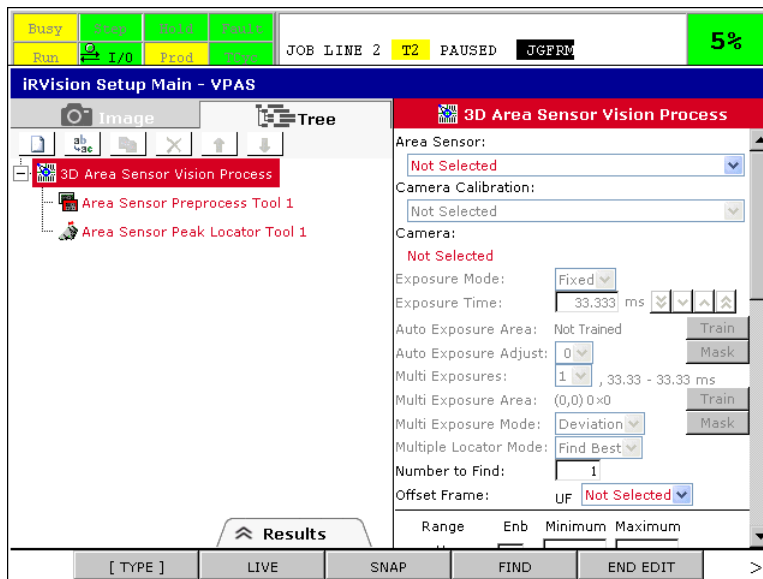 Busy Step Hold Fault
Run I/O Prod TCyc
JOB LINE 2 T2 PAUSED JGFRM
5%
iRVision Setup Main - VPAS
Image
Tree
3D Area Sensor Vision Process
Area Sensor Preprocess Tool 1
Area Sensor Peak Locator Tool 1
Results
3D Area Sensor Vision Process
Area Sensor:
Not Selected
Camera Calibration:
Not Selected
Camera:
Not Selected
Exposure Mode: Fixed
Exposure Time: 33.333 ms
Auto Exposure Area: Not Trained Train
Auto Exposure Adjust: 0 Mask
Multi Exposures: 1 , 33.33 - 33.33 ms
Multi Exposure Area: (0,0) 0×0 Train
Multi Exposure Mode: Deviation Mask
Multiple Locator Mode: Find Best
Number to Find: 1
Offset Frame: UF Not Selected
Range Enb Minimum Maximum
[ TYPE ] LIVE SNAP FIND END EDIT >